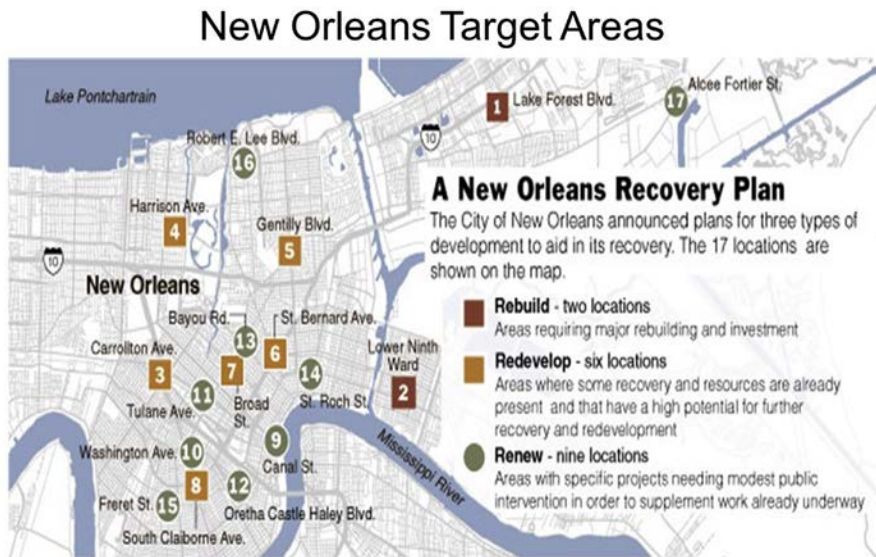 New Orleans Target Areas
Lake Pontchartrain
1 Lake Forest Blvd.
Alcee Fortier St.
17
10
Robert E. Lee Blvd.
16
Harrison Ave.
4
Gentilly Blvd.
5
10
New Orleans
Bayou Rd.
13
St. Bernard Ave.
6
Carrollton Ave.
3
7
Broad
St.
14
St. Roch St.
Lower Ninth
Ward
2
11
Tulane Ave.
9
Canal St.
Washington Ave.
10
8
12
Oretha Castle Haley Blvd.
Freret St.
15
South Claiborne Ave.
Mississippi River
A New Orleans Recovery Plan
The City of New Orleans announced plans for three types of
development to aid in its recovery. The 17 locations are
shown on the map.
Rebuild - two locations
Areas requiring major rebuilding and investment
Redevelop - six locations
Areas where some recovery and resources are already
present and that have a high potential for further
recovery and redevelopment
Renew - nine locations
Areas with specific projects needing modest public
intervention in order to supplement work already underway